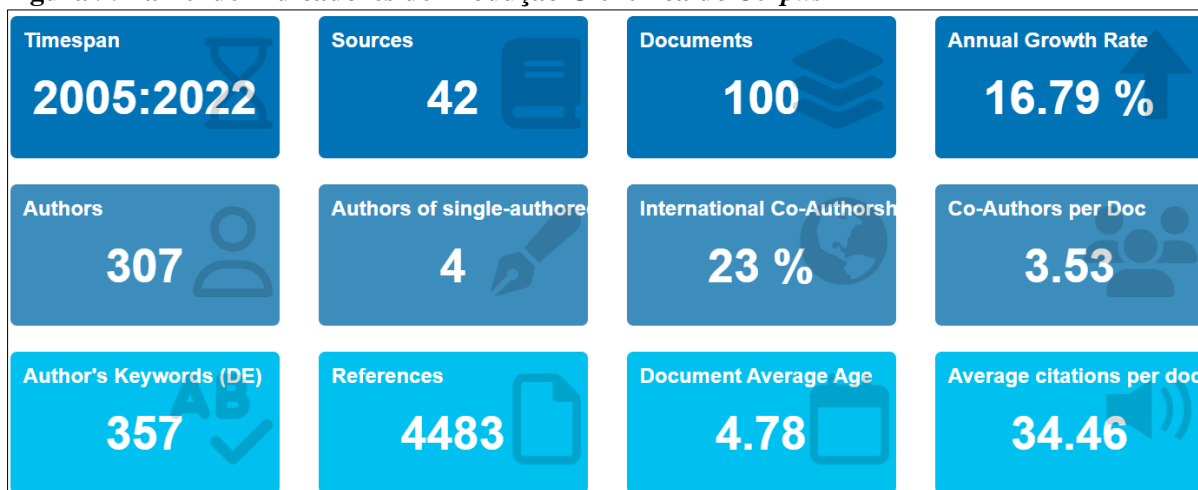 Timespan
2005:2022
Sources
42
Documents
100
Annual Growth Rate
16.79 %
Authors
307
Authors of single-authore
4
International Co-Authorsh
23 %
Co-Authors per Doc
3.53
Author's Keywords (DE)
357
AB
References
4483
Document Average Age
4.78
Average citations per doc
34.46